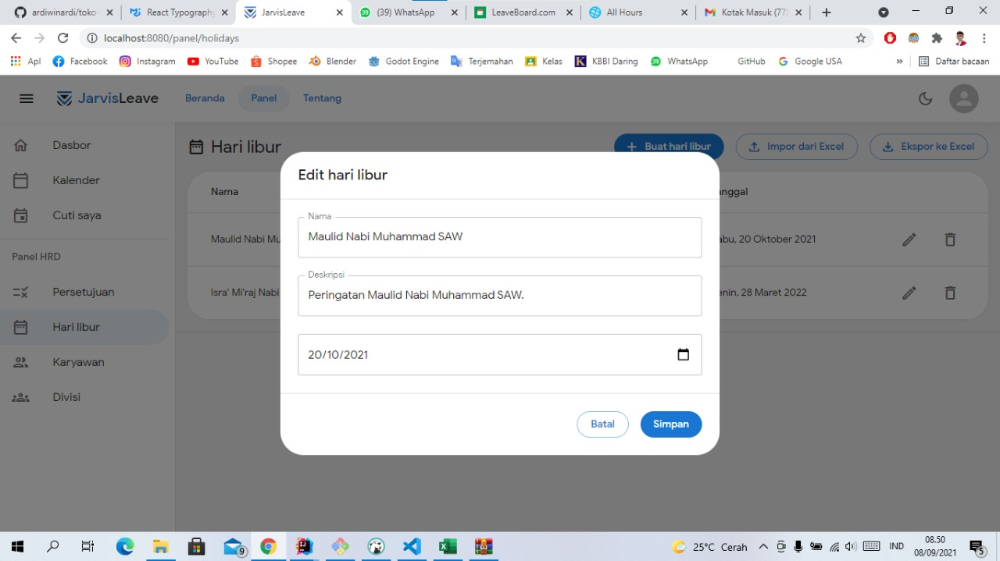 ardiwinardi/toko-
React Typography
JarvisLeave
(39) WhatsApp
LeaveBoard.com
All Hours
Kotak Masuk (77)
localhost:8080/panel/holidays
Apl
Facebook
Instagram
YouTube
Shopee
Blender
Godot Engine
Terjemahan
Kelas
KBBI Daring
WhatsApp
GitHub
Google USA
»
Daftar bacaan
JarvisLeave
Beranda
Panel
Tentang
Dasbor
Kalender
Cuti saya
Panel HRD
Persetujuan
Hari libur
Karyawan
Divisi
Hari libur
Buat hari libur
Impor dari Excel
Ekspor ke Excel
Nama
anggal
Maulid Nabi Mu
abu, 20 Oktober 2021
Isra' Mi'raj Nabi
enin, 28 Maret 2022
Edit hari libur
Nama
Maulid Nabi Muhammad SAW
Deskripsi
Peringatan Maulid Nabi Muhammad SAW.
20/10/2021
Batal
Simpan
9
25°C Cerah
IND
08.50
08/09/2021
5